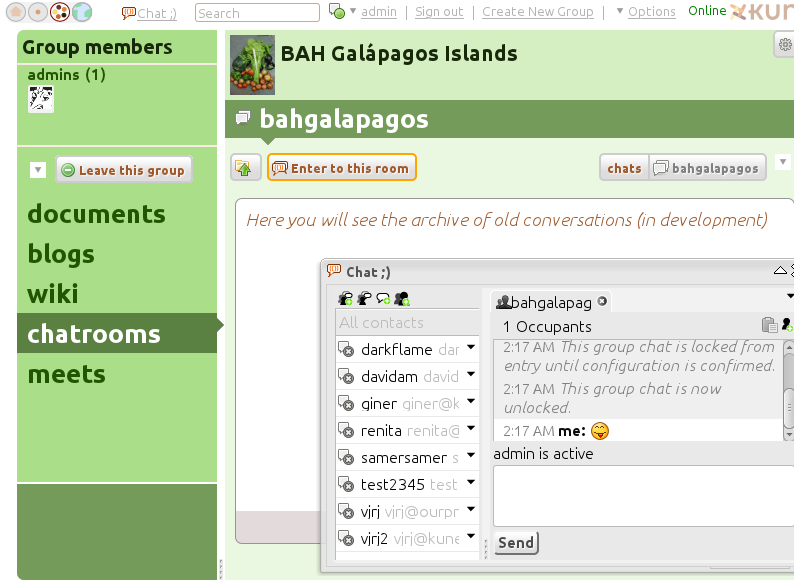 Chat ;)
Search
admin
|
Sign out
|
Create New Group
|
Options
Online
Kun
Group members
admins (1)
Leave this group
documents
blogs
wiki
chatrooms
meets
BAH Galápagos Islands
bahgalapagos
Enter to this room
chats
bahgalapagos
Here you will see the archive of old conversations (in development)
Chat ;)
All contacts
darkflame dar
davidam david
giner giner@k
renita renita@
samersamer s
test2345 test
vjrj vjrj@ourpr
vjrj2 vjrj@kune
bahgalapag
1 Occupants
2:17 AM This group chat is locked from
entry until configuration is confirmed.
2:17 AM This group chat is now
unlocked.
2:17 AM me:
admin is active
Send